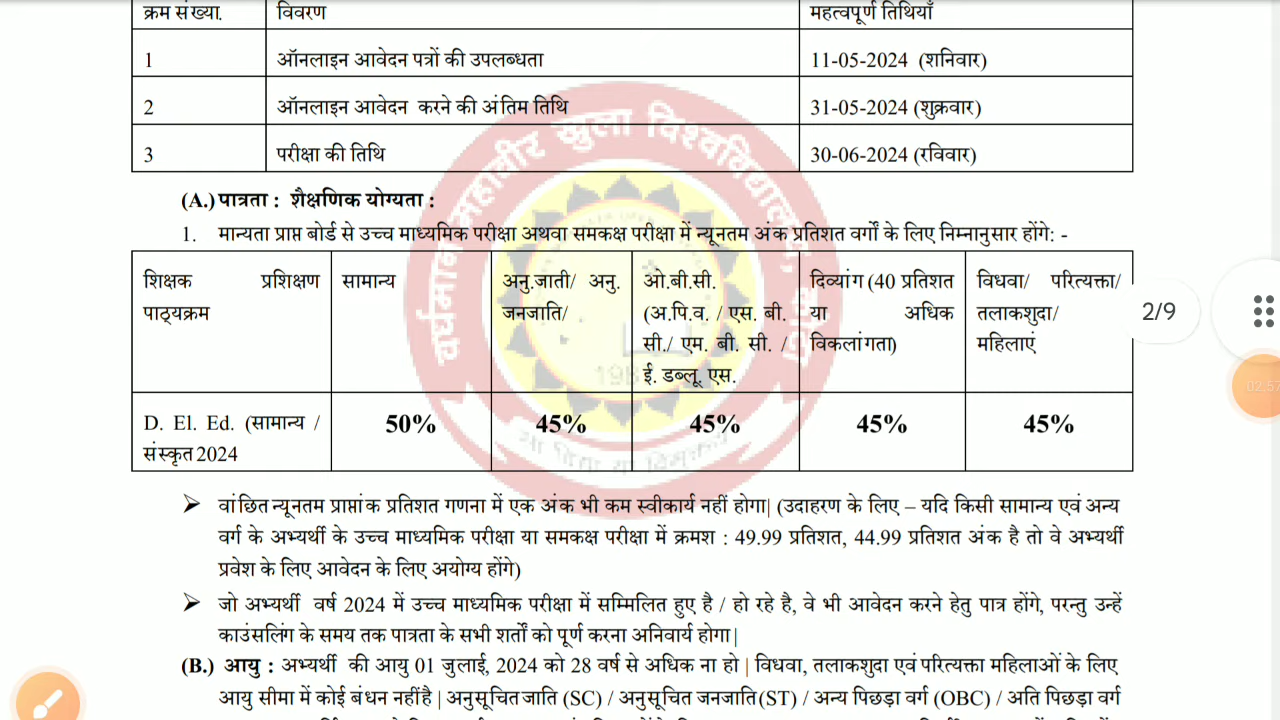 क्रम संख्या. विवरण महत्वपूर्ण तिथियाँ
1 ऑनलाइन आवेदन पत्रों की उपलब्धता 11-05-2024 (शनिवार)
2 ऑनलाइन आवेदन करने की अंतिम तिथि 31-05-2024 (शुक्रवार)
3 परीक्षा की तिथि 30-06-2024 (रविवार)
(A.) पात्रता : शैक्षणिक योग्यता :
1. मान्यता प्राप्त बोर्ड से उच्च माध्यमिक परीक्षा अथवा समकक्ष परीक्षा में न्यूनतम अंक प्रतिशत वर्गों के लिए निम्नानुसार होंगे: -
शिक्षक प्रशिक्षण
पाठ्यक्रम
सामान्य
अनु.जाती/ अनु.
जनजाति/
ओ.बी.सी.
(अ.पि.व. / एस. बी.
सी./ एम. बी. सी. /
ई. डब्लू. एस.
दिव्यांग (40 प्रतिशत
या अधिक
विकलांगता)
विधवा/ परित्यक्ता/
तलाकशुदा/
महिलाएं
2/9
02:57
D. El. Ed. (सामान्य /
संस्कृत 2024
50% 45% 45% 45% 45%
➢ वांछित न्यूनतम प्राप्तांक प्रतिशत गणना में एक अंक भी कम स्वीकार्य नहीं होगा| (उदाहरण के लिए – यदि किसी सामान्य एवं अन्य
वर्ग के अभ्यर्थी के उच्च माध्यमिक परीक्षा या समकक्ष परीक्षा में क्रमश : 49.99 प्रतिशत, 44.99 प्रतिशत अंक है तो वे अभ्यर्थी
प्रवेश के लिए आवेदन के लिए अयोग्य होंगे)
➢ जो अभ्यर्थी वर्ष 2024 में उच्च माध्यमिक परीक्षा में सम्मिलित हुए है / हो रहे है, वे भी आवेदन करने हेतु पात्र होंगे, परन्तु उन्हें
काउंसलिंग के समय तक पात्रता के सभी शर्तों को पूर्ण करना अनिवार्य होगा |
(B.) आयु : अभ्यर्थी की आयु 01 जुलाई, 2024 को 28 वर्ष से अधिक ना हो | विधवा, तलाकशुदा एवं परित्यक्ता महिलाओं के लिए
आयु सीमा में कोई बंधन नहीं है | अनुसूचित जाति (SC) / अनुसूचित जनजाति (ST) / अन्य पिछड़ा वर्ग (OBC) / अति पिछड़ा वर्ग
वर्धमान महावीर खुला विश्वविद्यालय, कोटा